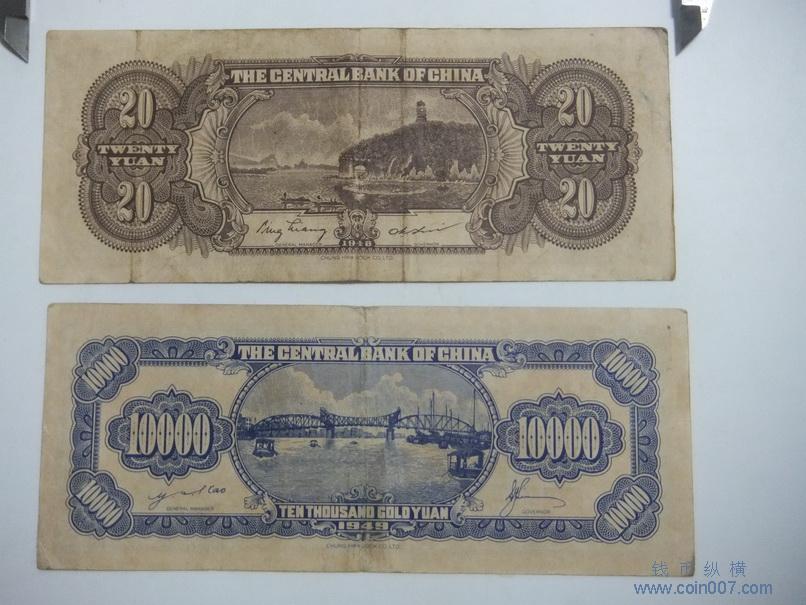 THE CENTRAL BANK OF CHINA
20 20
TWENTY YUAN TWENTY YUAN
20 20
1948
GENERAL MANAGER GOVERNOR
CHUNG HWA BOOK CO. LTD.
THE CENTRAL BANK OF CHINA
10000 10000
10000 10000
10000 10000
GENERAL MANAGER GOVERNOR
TEN THOUSAND GOLD YUAN
1949
CHUNG HWA BOOK CO. LTD.
钱币纵横
www.coin007.com